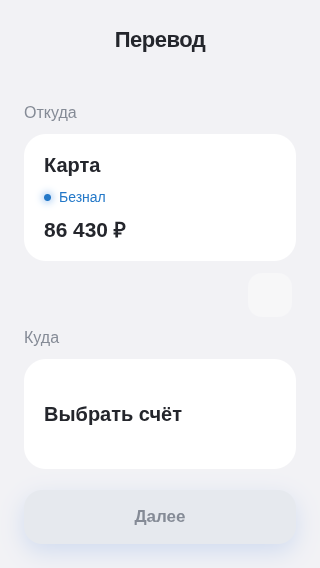 Перевод
Откуда
Карта
Безнал
86 430 ₽
Куда
Выбрать счёт
Далее